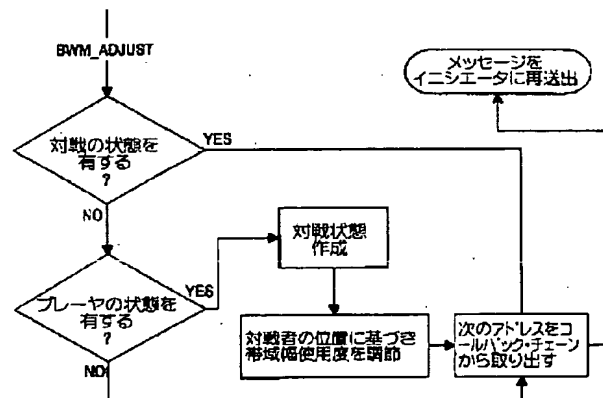 BWM_ADJUST
メッセージを
イニシエータに再送出
対戦の状態を
有する
?
YES
NO
対戦状態
作成
プレーヤの状態を
有する
?
YES
NO
対戦者の位置に基づき
帯域幅使用度を調節
次のアドレスをコ
ールバック・チェーン
から取り出す